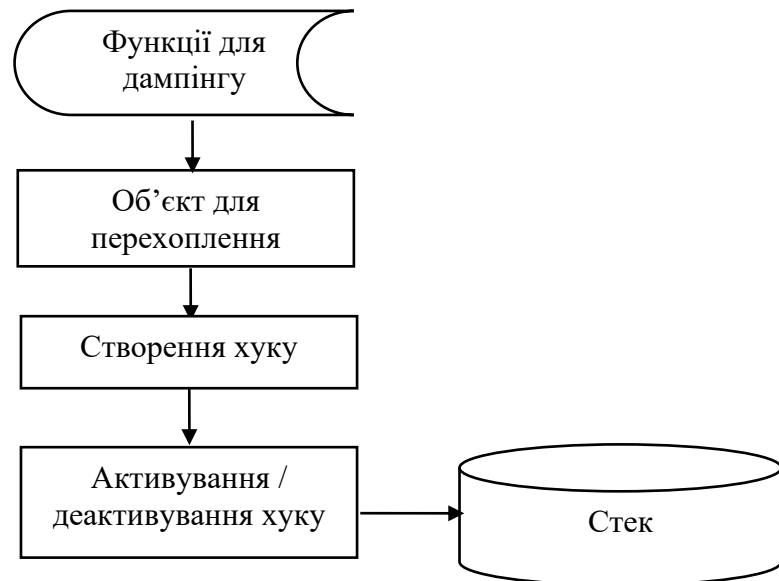 Функції для
дампінгу
Об’єкт для
перехоплення
Створення хуку
Активування /
деактивування хуку
Стек